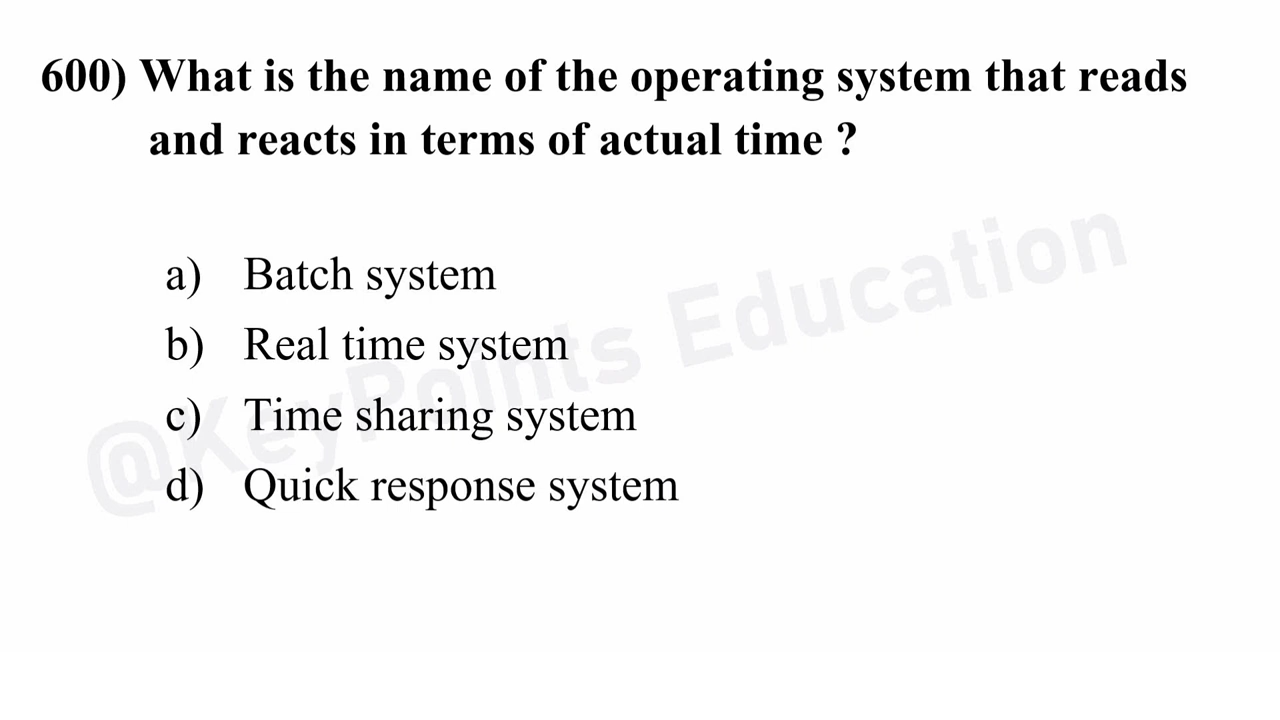 600) What is the name of the operating system that reads
and reacts in terms of actual time ?
a) Batch system
b) Real time system
c) Time sharing system
d) Quick response system
@KeyPoints Education